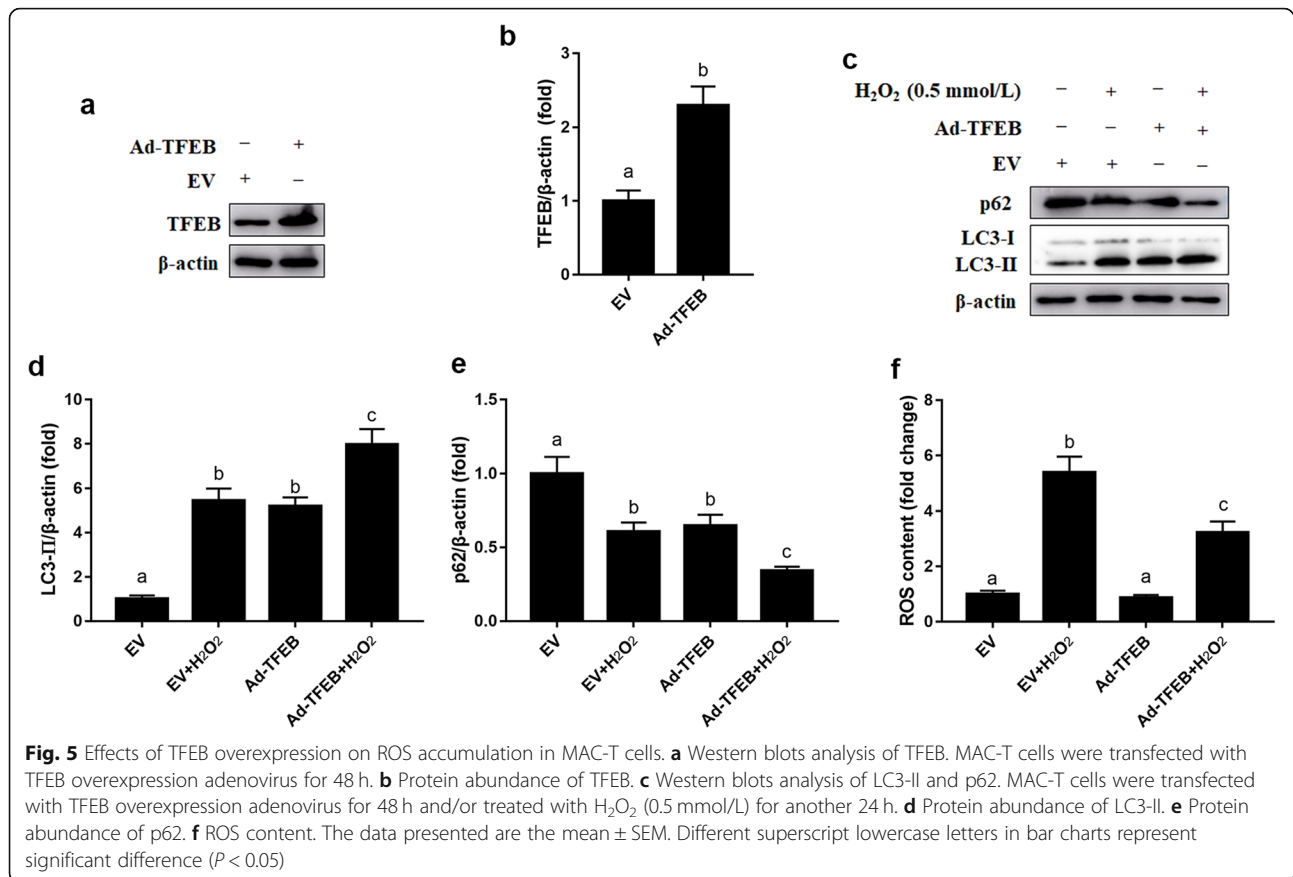 a
Ad-TFEB – +
EV + –
TFEB
β-actin
b
TFEB/β-actin (fold)
3
2
1
0
EV
Ad-TFEB
a
b
c
H₂O₂ (0.5 mmol/L) – + – +
Ad-TFEB – – + +
EV + + – –
p62
LC3-I
LC3-II
β-actin
d
LC3-II/β-actin (fold)
10
8
6
4
2
0
a
b
b
c
EV
EV+H₂O₂
Ad-TFEB
Ad-TFEB+H₂O₂
e
p62/β-actin (fold)
1.5
1.0
0.5
0.0
a
b
b
c
EV
EV+H₂O₂
Ad-TFEB
Ad-TFEB+H₂O₂
f
ROS content (fold change)
8
6
4
2
0
a
b
a
c
EV
EV+H₂O₂
Ad-TFEB
Ad-TFEB+H₂O₂
Fig. 5 Effects of TFEB overexpression on ROS accumulation in MAC-T cells. a Western blots analysis of TFEB. MAC-T cells were transfected with
TFEB overexpression adenovirus for 48 h. b Protein abundance of TFEB. c Western blots analysis of LC3-II and p62. MAC-T cells were transfected
with TFEB overexpression adenovirus for 48 h and/or treated with H₂O₂ (0.5 mmol/L) for another 24 h. d Protein abundance of LC3-II. e Protein
abundance of p62. f ROS content. The data presented are the mean ± SEM. Different superscript lowercase letters in bar charts represent
significant difference (P < 0.05)